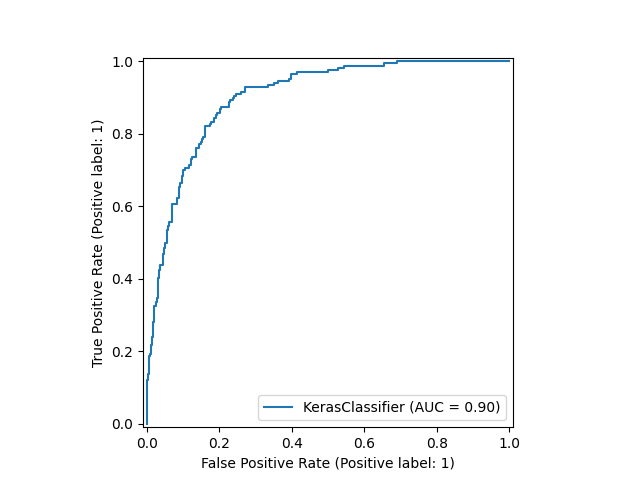 1.0
0.8
0.6
0.4
0.2
0.0
True Positive Rate (Positive label: 1)
KerasClassifier (AUC = 0.90)
0.0 0.2 0.4 0.6 0.8 1.0
False Positive Rate (Positive label: 1)